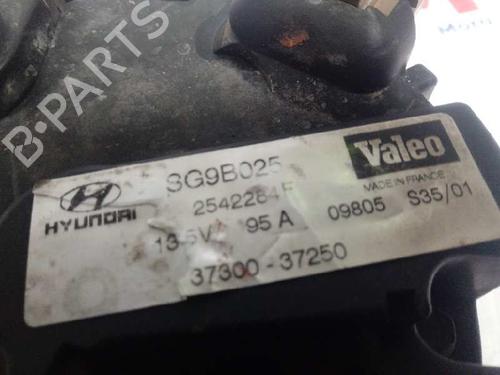 B-PARTS
SG9B025
Valeo
HYUNDAI
2542284F
MADE IN FRANCE
13.5V 95 A 09805 S35/01
37300-37250